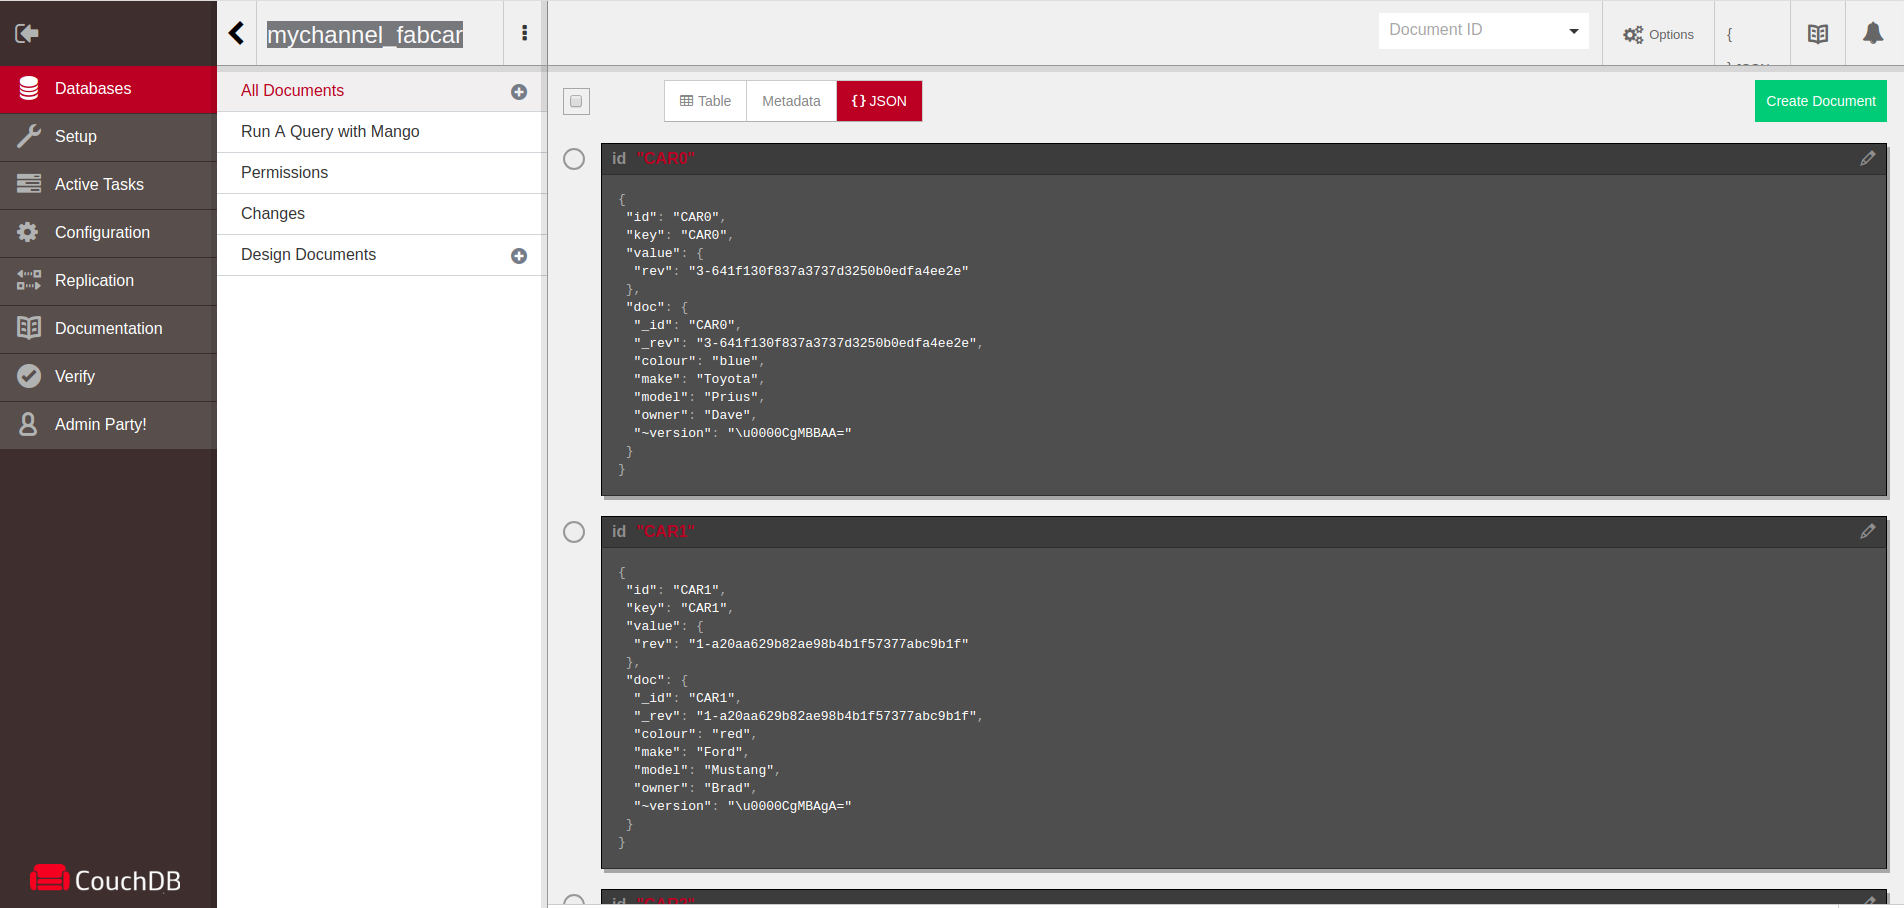 mychannel_fabcar
Document ID
Options
{
Databases
Setup
Active Tasks
Configuration
Replication
Documentation
Verify
Admin Party!
CouchDB
All Documents
Run A Query with Mango
Permissions
Changes
Design Documents
Table
Metadata
{} JSON
Create Document
id "CAR0"
{
"id": "CAR0",
"key": "CAR0",
"value": {
"rev": "3-641f130f837a3737d3250b0edfa4ee2e"
},
"doc": {
"_id": "CAR0",
"_rev": "3-641f130f837a3737d3250b0edfa4ee2e",
"colour": "blue",
"make": "Toyota",
"model": "Prius",
"owner": "Dave",
"~version": "\u0000CgMBBAA="
}
}
id "CAR1"
{
"id": "CAR1",
"key": "CAR1",
"value": {
"rev": "1-a20aa629b82ae98b4b1f57377abc9b1f"
},
"doc": {
"_id": "CAR1",
"_rev": "1-a20aa629b82ae98b4b1f57377abc9b1f",
"colour": "red",
"make": "Ford",
"model": "Mustang",
"owner": "Brad",
"~version": "\u0000CgMBAgA="
}
}
id "CAR2"